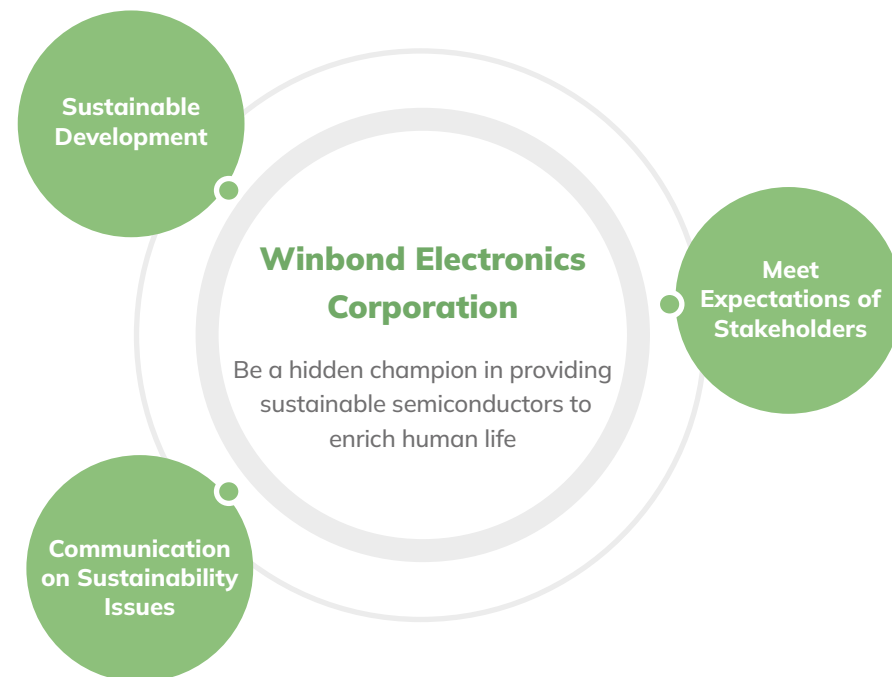 Sustainable
Development
Winbond Electronics
Corporation
Be a hidden champion in providing
sustainable semiconductors to
enrich human life
Meet
Expectations of
Stakeholders
Communication
on Sustainability
Issues